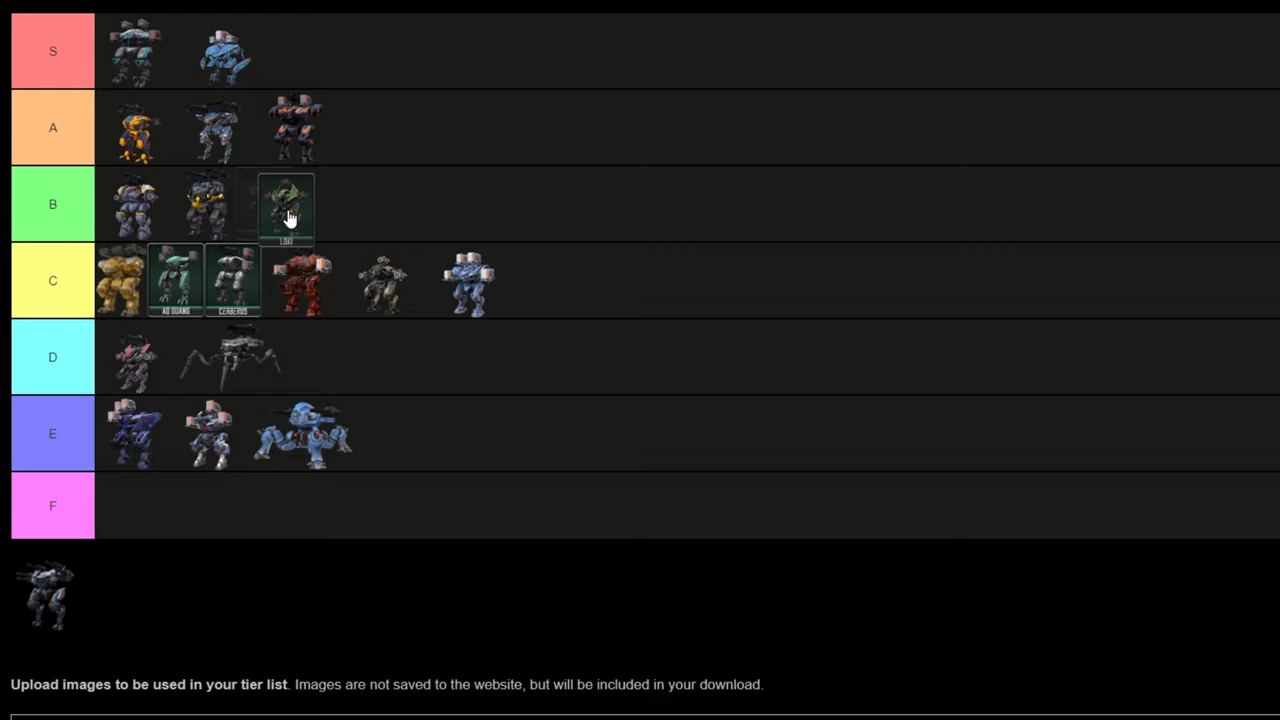 S
A
B
LOKI
C
AO GUANG
CERBERUS
D
E
F
Upload images to be used in your tier list. Images are not saved to the website, but will be included in your download.